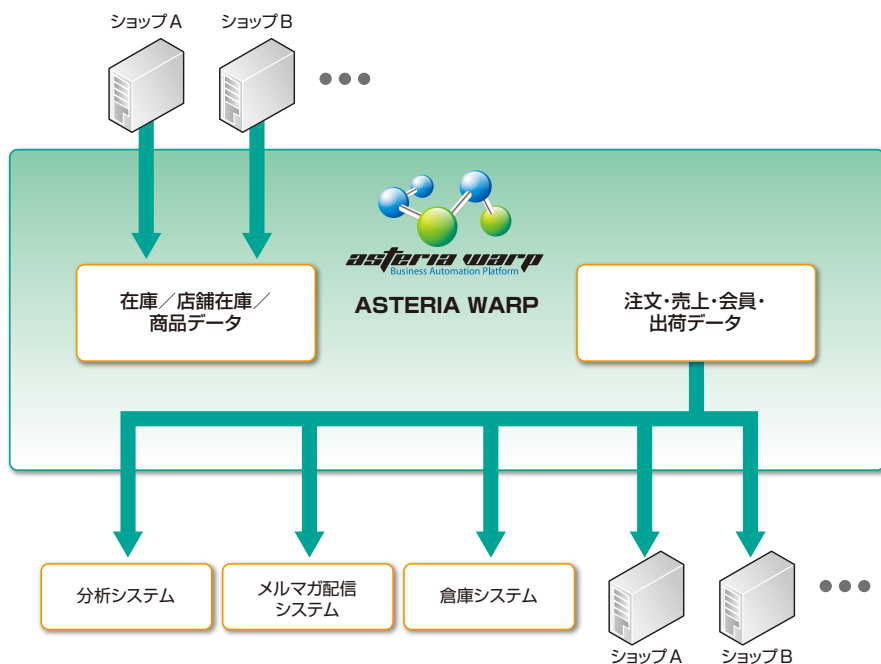 ショップA
ショップB
asteria warp
Business Automation Platform
ASTERIA WARP
在庫／店舗在庫／
商品データ
注文・売上・会員・
出荷データ
分析システム
メルマガ配信
システム
倉庫システム
ショップA
ショップB